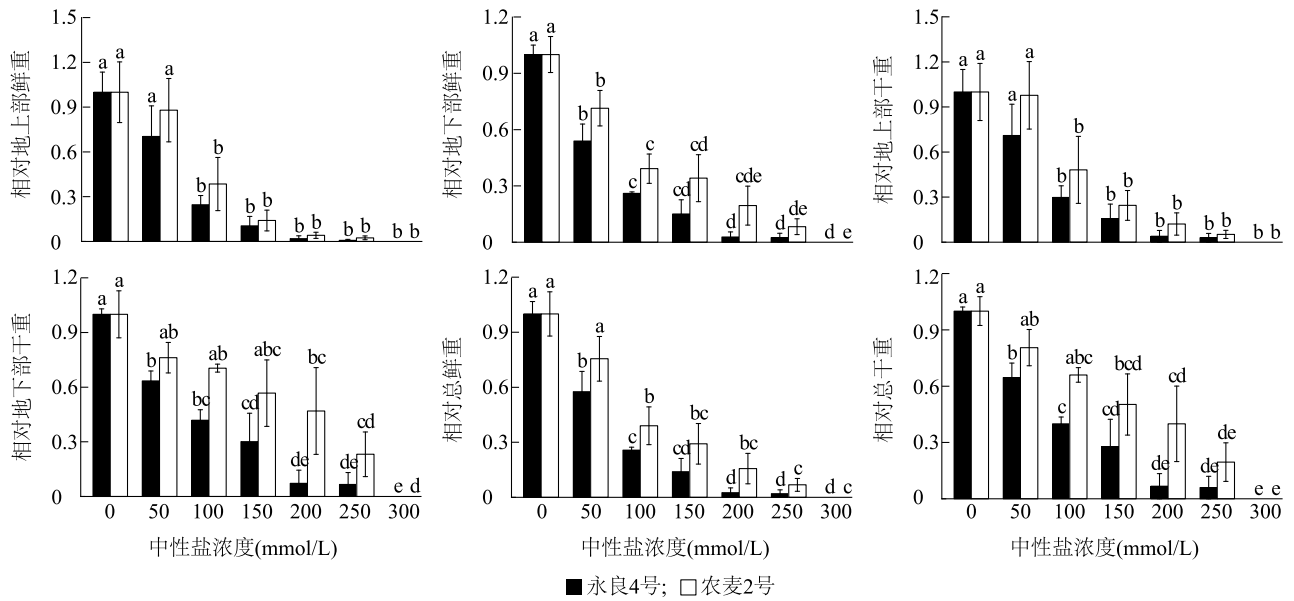 相对地上部鲜重
1.5
1.2
0.9
0.6
0.3
0
a a
a a
b b
b b
b b
b b
b b
相对地下部鲜重
1.2
0.9
0.6
0.3
0
a a
b b
c c
cd cd
d cde
d de
d e
相对地上部干重
1.5
1.2
0.9
0.6
0.3
0
a a
a a
b b
b b
b b
b b
b b
相对地下部干重
1.2
0.9
0.6
0.3
0
a a
b ab
bc ab
cd abc
de bc
de cd
e d
0 50 100 150 200 250 300
中性盐浓度(mmol/L)
相对总鲜重
1.2
0.9
0.6
0.3
0
a a
b a
c b
cd bc
d bc
d c
d c
0 50 100 150 200 250 300
中性盐浓度(mmol/L)
相对总干重
1.2
0.9
0.6
0.3
0
a a
b ab
c abc
cd bcd
de cd
de de
e e
0 50 100 150 200 250 300
中性盐浓度(mmol/L)
永良4号; 农麦2号